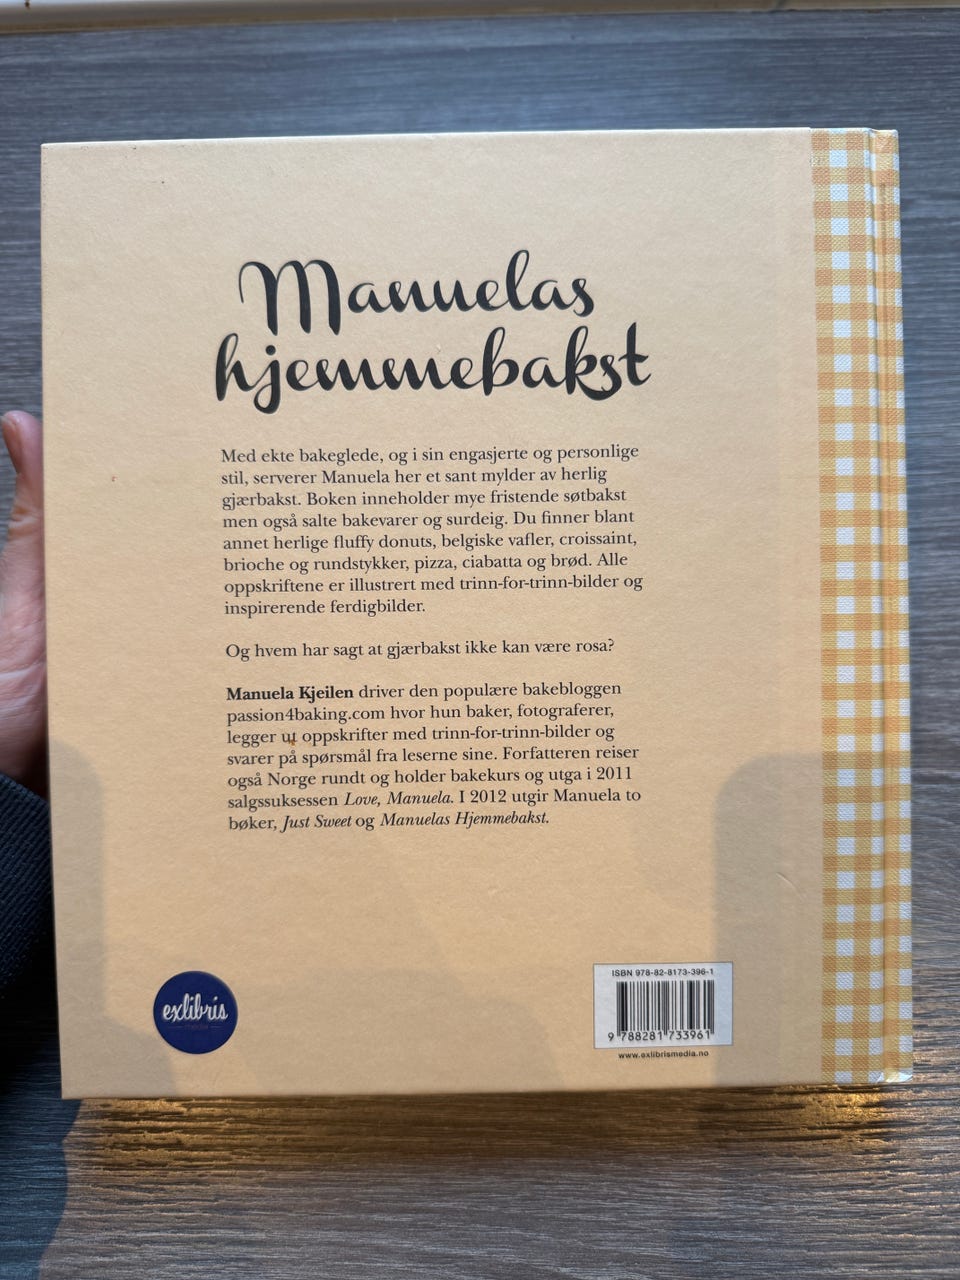 Manuelas
hjemmebakst
Med ekte bakeglede, og i sin engasjerte og personlige
stil, serverer Manuela her et sant mylder av herlig
gjærbakst. Boken inneholder mye fristende søtbakst
men også salte bakevarer og surdeig. Du finner blant
annet herlige fluffy donuts, belgiske vafler, croissaint,
brioche og rundstykker, pizza, ciabatta og brød. Alle
oppskriftene er illustrert med trinn-for-trinn-bilder og
inspirerende ferdigbilder.
Og hvem har sagt at gjærbakst ikke kan være rosa?
Manuela Kjeilen driver den populære bakebloggen
passion4baking.com hvor hun baker, fotograferer,
legger ut oppskrifter med trinn-for-trinn-bilder og
svarer på spørsmål fra leserne sine. Forfatteren reiser
også Norge rundt og holder bakekurs og utga i 2011
salgssuksessen Love, Manuela. I 2012 utgir Manuela to
bøker, Just Sweet og Manuelas Hjemmebakst.
exlibris
media
ISBN 978-82-8173-396-1
9 788281 733961
www.exlibrismedia.no